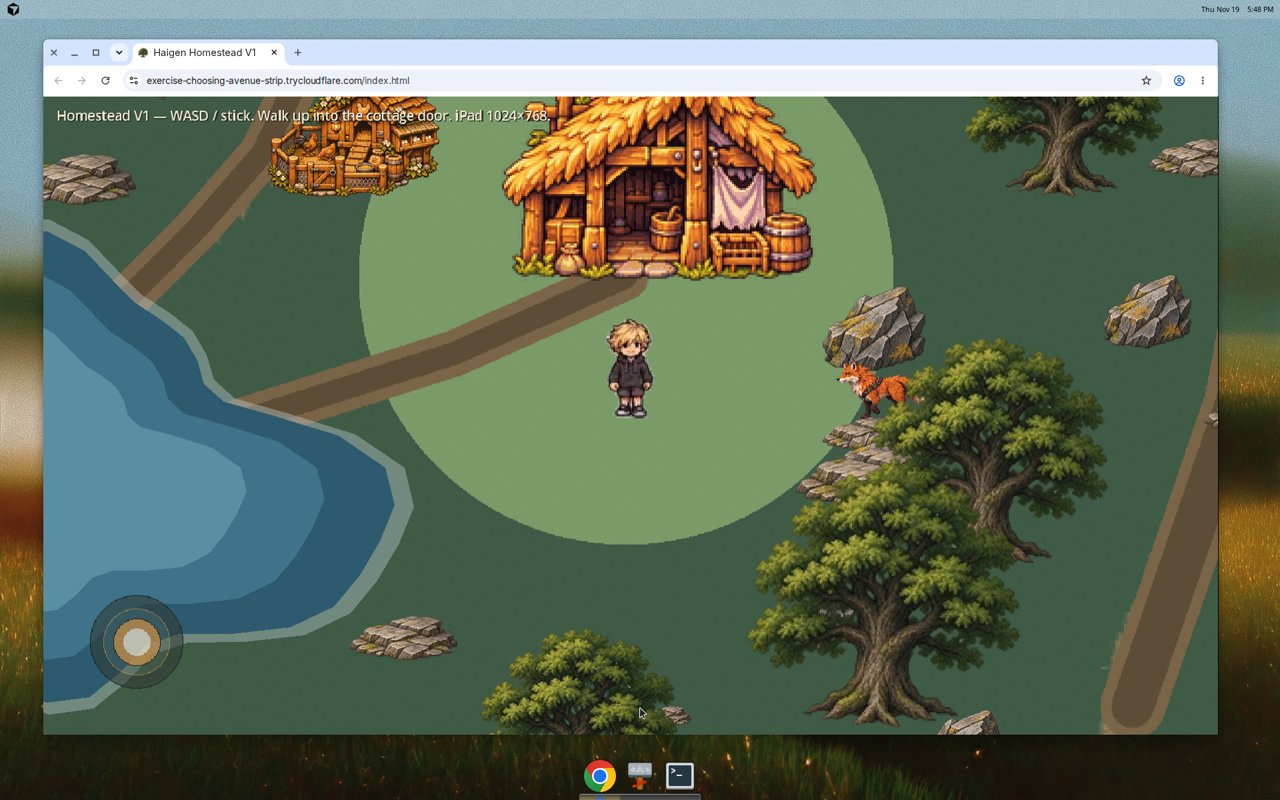 Thu Nov 19 5:48 PM
Haigen Homestead V1
exercise-choosing-avenue-strip.trycloudflare.com/index.html
Homestead V1 — WASD / stick. Walk up into the cottage door. iPad 1024×768.
>_